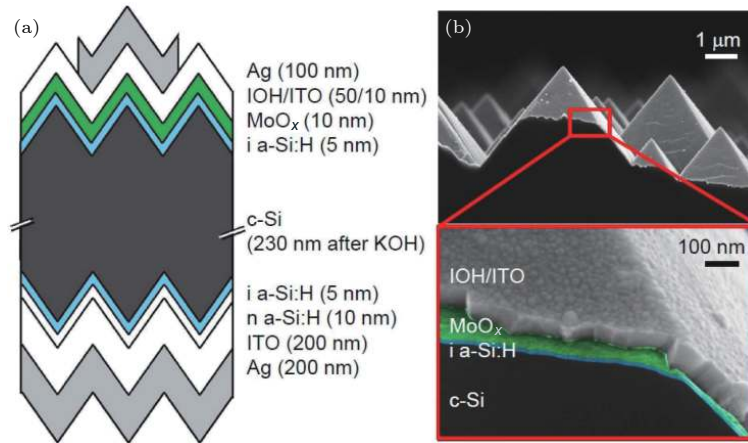 (a)
Ag (100 nm)
IOH/ITO (50/10 nm)
MoOₓ (10 nm)
i a-Si:H (5 nm)
c-Si
(230 nm after KOH)
i a-Si:H (5 nm)
n a-Si:H (10 nm)
ITO (200 nm)
Ag (200 nm)
(b)
1 μm
100 nm
IOH/ITO
MoOₓ
i a-Si:H
c-Si